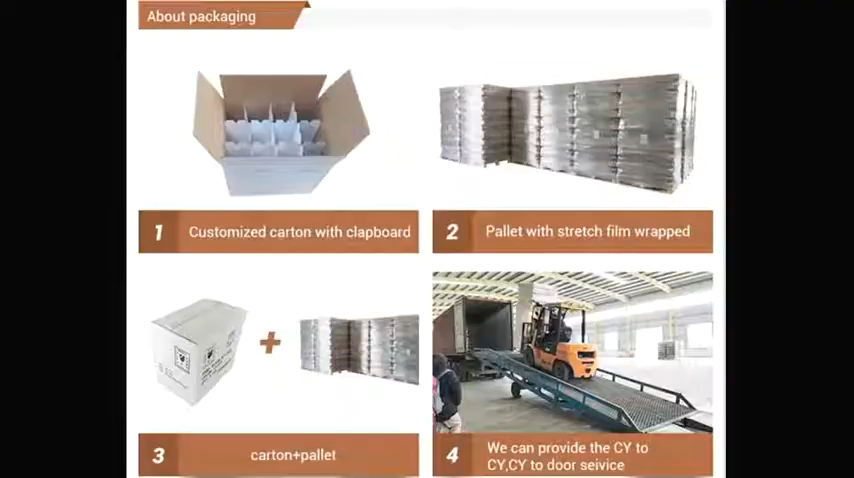 About packaging
1 Customized carton with clapboard
2 Pallet with stretch film wrapped
3 carton+pallet
4 We can provide the CY to
CY,CY to door seivice